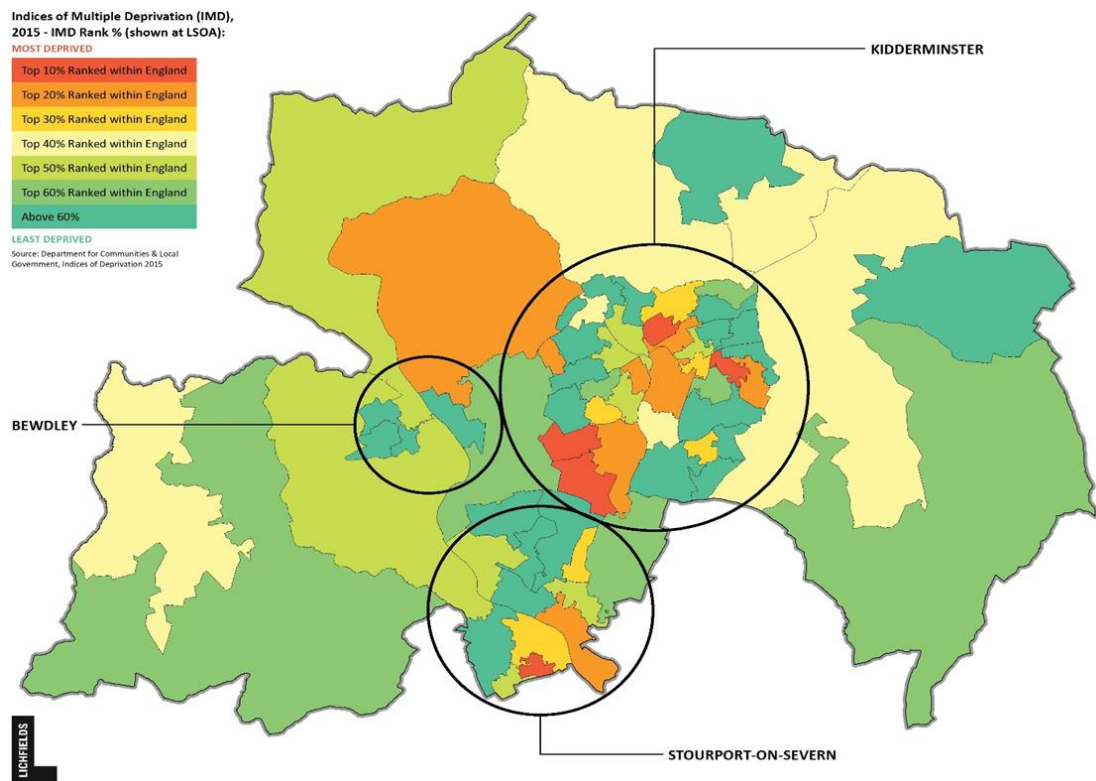 Indices of Multiple Deprivation (IMD),
2015 - IMD Rank % (shown at LSOA):
MOST DEPRIVED
Top 10% Ranked within England
Top 20% Ranked within England
Top 30% Ranked within England
Top 40% Ranked within England
Top 50% Ranked within England
Top 60% Ranked within England
Above 60%
LEAST DEPRIVED
Source: Department for Communities & Local
Government, Indices of Deprivation 2015
KIDDERMINSTER
BEWDLEY
STOURPORT-ON-SEVERN
LICHFIELDS